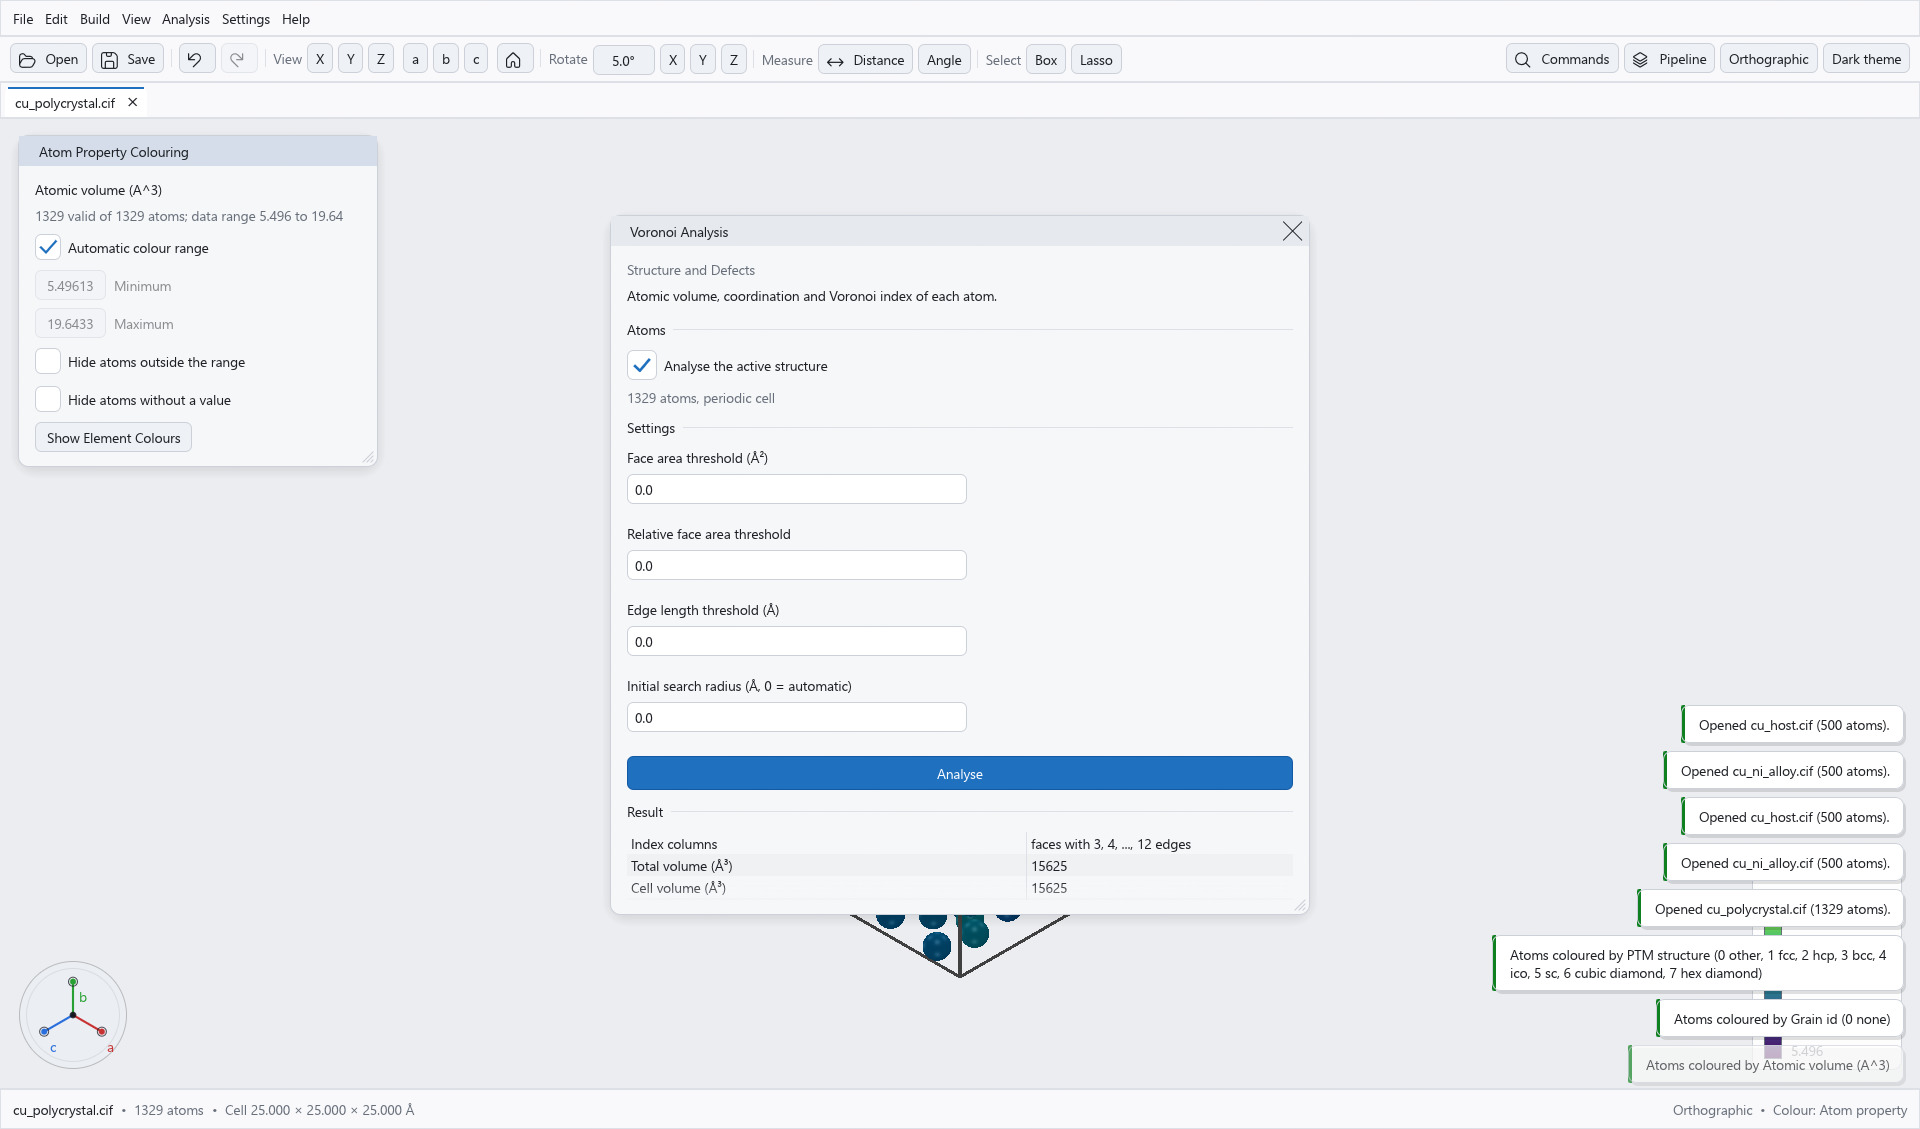 File Edit Build View Analysis Settings Help
Open Save View X Y Z a b c Rotate 5.0° X Y Z Measure Distance Angle Select Box Lasso Commands Pipeline Orthographic Dark theme
cu_polycrystal.cif
Atom Property Colouring
Atomic volume (A^3)
1329 valid of 1329 atoms; data range 5.496 to 19.64
Automatic colour range
5.49613 Minimum
19.6433 Maximum
Hide atoms outside the range
Hide atoms without a value
Show Element Colours
Voronoi Analysis
Structure and Defects
Atomic volume, coordination and Voronoi index of each atom.
Atoms
Analyse the active structure
1329 atoms, periodic cell
Settings
Face area threshold (Å²)
0.0
Relative face area threshold
0.0
Edge length threshold (Å)
0.0
Initial search radius (Å, 0 = automatic)
0.0
Analyse
Result
Index columns faces with 3, 4, ..., 12 edges
Total volume (Å³) 15625
Cell volume (Å³) 15625
Opened cu_host.cif (500 atoms).
Opened cu_ni_alloy.cif (500 atoms).
Opened cu_host.cif (500 atoms).
Opened cu_ni_alloy.cif (500 atoms).
Opened cu_polycrystal.cif (1329 atoms).
Atoms coloured by PTM structure (0 other, 1 fcc, 2 hcp, 3 bcc, 4
ico, 5 sc, 6 cubic diamond, 7 hex diamond)
Atoms coloured by Grain id (0 none)
5.496
Atoms coloured by Atomic volume (A^3)
b
c a
cu_polycrystal.cif • 1329 atoms • Cell 25.000 × 25.000 × 25.000 Å
Orthographic • Colour: Atom property